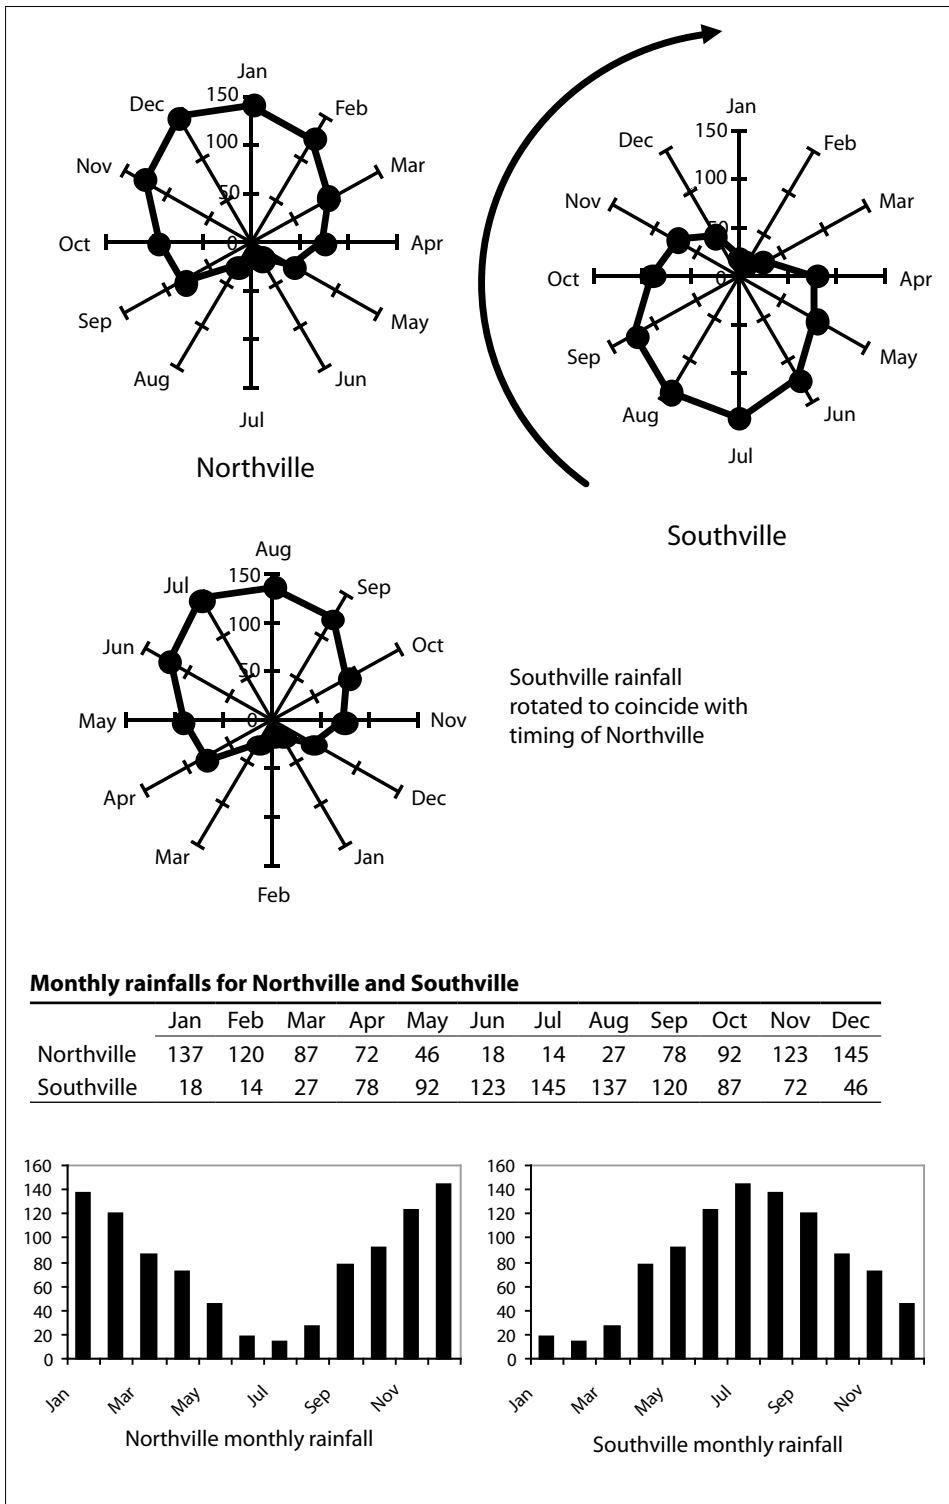 Jan
Feb
Mar
Apr
May
Jun
Jul
Aug
Sep
Oct
Nov
Dec
150
100
50
0
Northville
Jan
Feb
Mar
Apr
May
Jun
Jul
Aug
Sep
Oct
Nov
Dec
150
100
50
0
Southville
Aug
Sep
Oct
Nov
Dec
Jan
Feb
Mar
Apr
May
Jun
Jul
150
100
50
0
Southville rainfall
rotated to coincide with
timing of Northville
Monthly rainfalls for Northville and Southville
Jan Feb Mar Apr May Jun Jul Aug Sep Oct Nov Dec
Northville 137 120 87 72 46 18 14 27 78 92 123 145
Southville 18 14 27 78 92 123 145 137 120 87 72 46
160
140
120
100
80
60
40
20
0
Jan Mar May Jul Sep Nov
Northville monthly rainfall
160
140
120
100
80
60
40
20
0
Jan Mar May Jul Sep Nov
Southville monthly rainfall